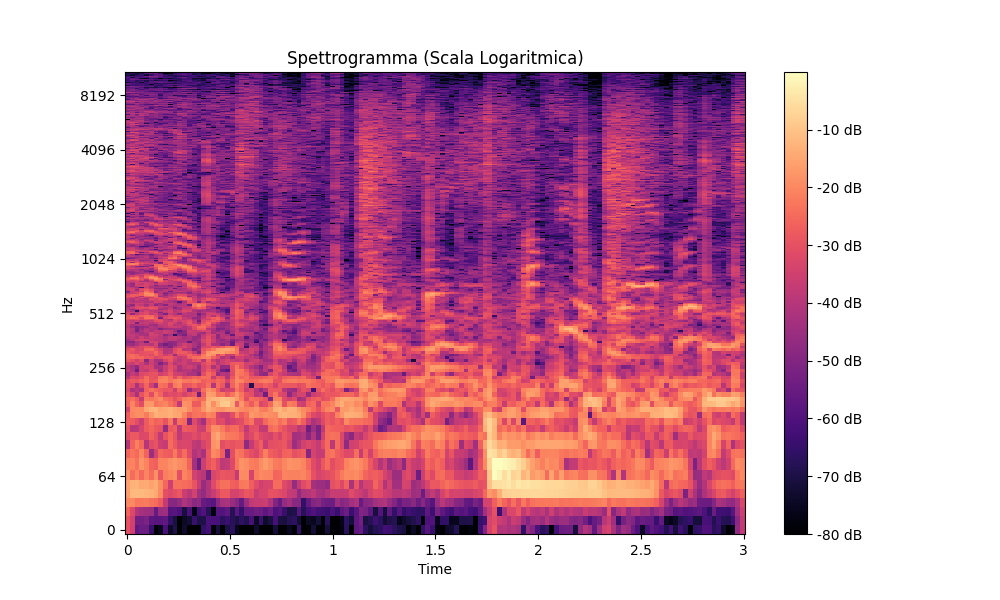 Spettrogramma (Scala Logaritmica)
Hz
8192
4096
2048
1024
512
256
128
64
0
0
0.5
1
1.5
2
2.5
3
Time
-10 dB
-20 dB
-30 dB
-40 dB
-50 dB
-60 dB
-70 dB
-80 dB